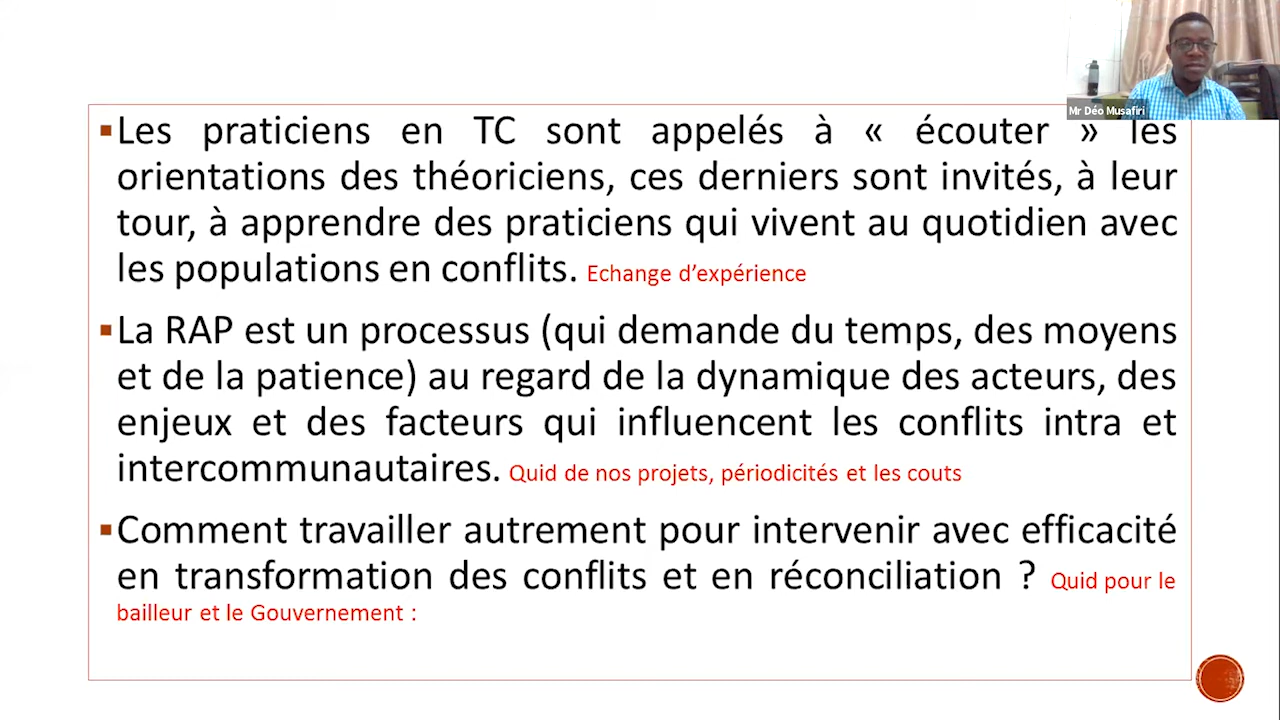 Mr Déo Musafiri
▪Les praticiens en TC sont appelés à « écouter » les
orientations des théoriciens, ces derniers sont invités, à leur
tour, à apprendre des praticiens qui vivent au quotidien avec
les populations en conflits. Echange d’expérience
▪La RAP est un processus (qui demande du temps, des moyens
et de la patience) au regard de la dynamique des acteurs, des
enjeux et des facteurs qui influencent les conflits intra et
intercommunautaires. Quid de nos projets, périodicités et les couts
▪Comment travailler autrement pour intervenir avec efficacité
en transformation des conflits et en réconciliation ? Quid pour le
bailleur et le Gouvernement :